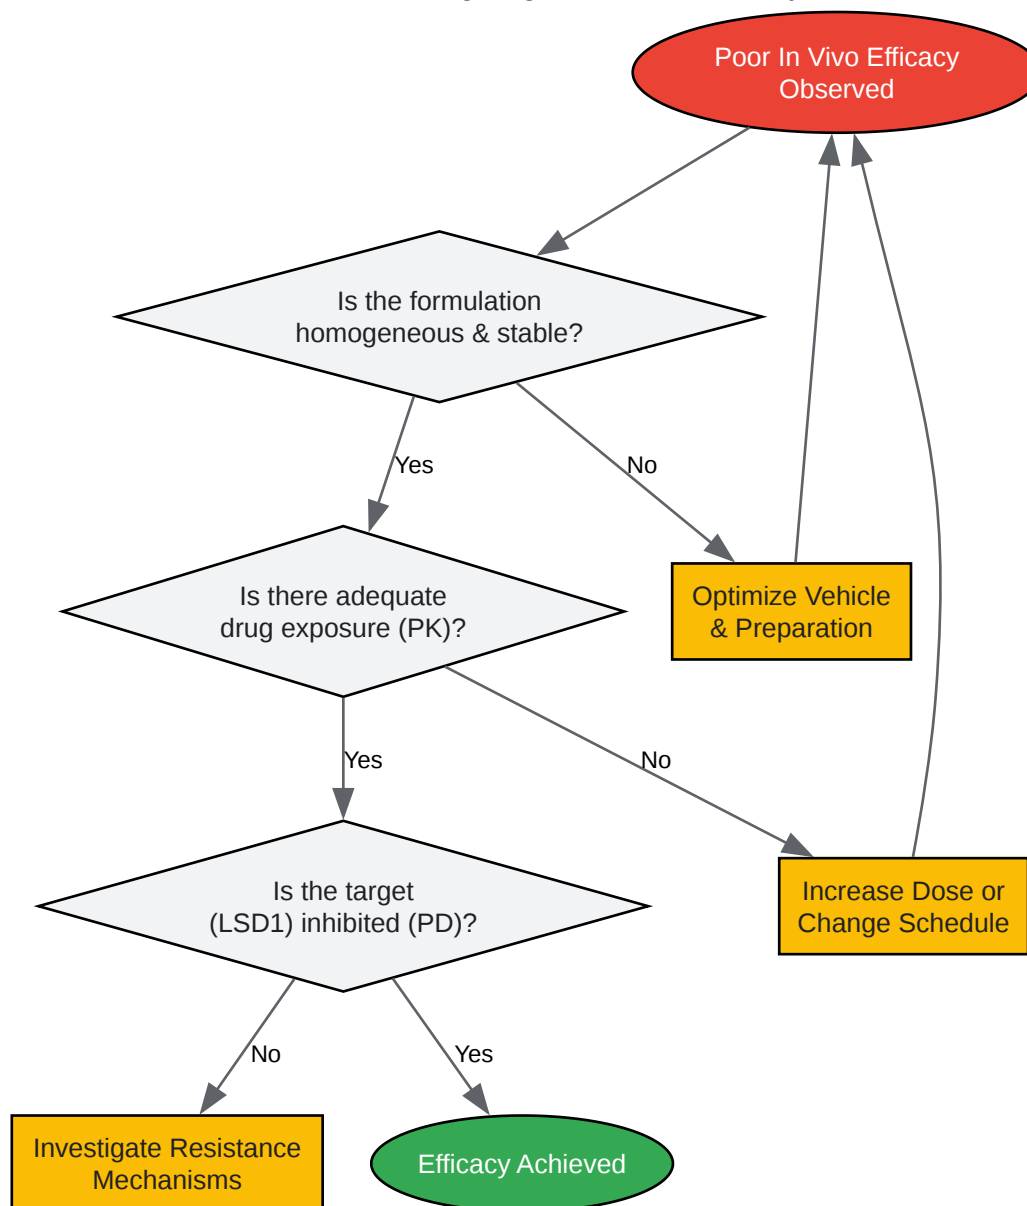 Poor In Vivo Efficacy
Observed
Is the formulation
homogeneous & stable?
Yes
No
Is there adequate
drug exposure (PK)?
Optimize Vehicle
& Preparation
Yes
No
Is the target
(LSD1) inhibited (PD)?
Increase Dose or
Change Schedule
No
Yes
Investigate Resistance
Mechanisms
Efficacy Achieved